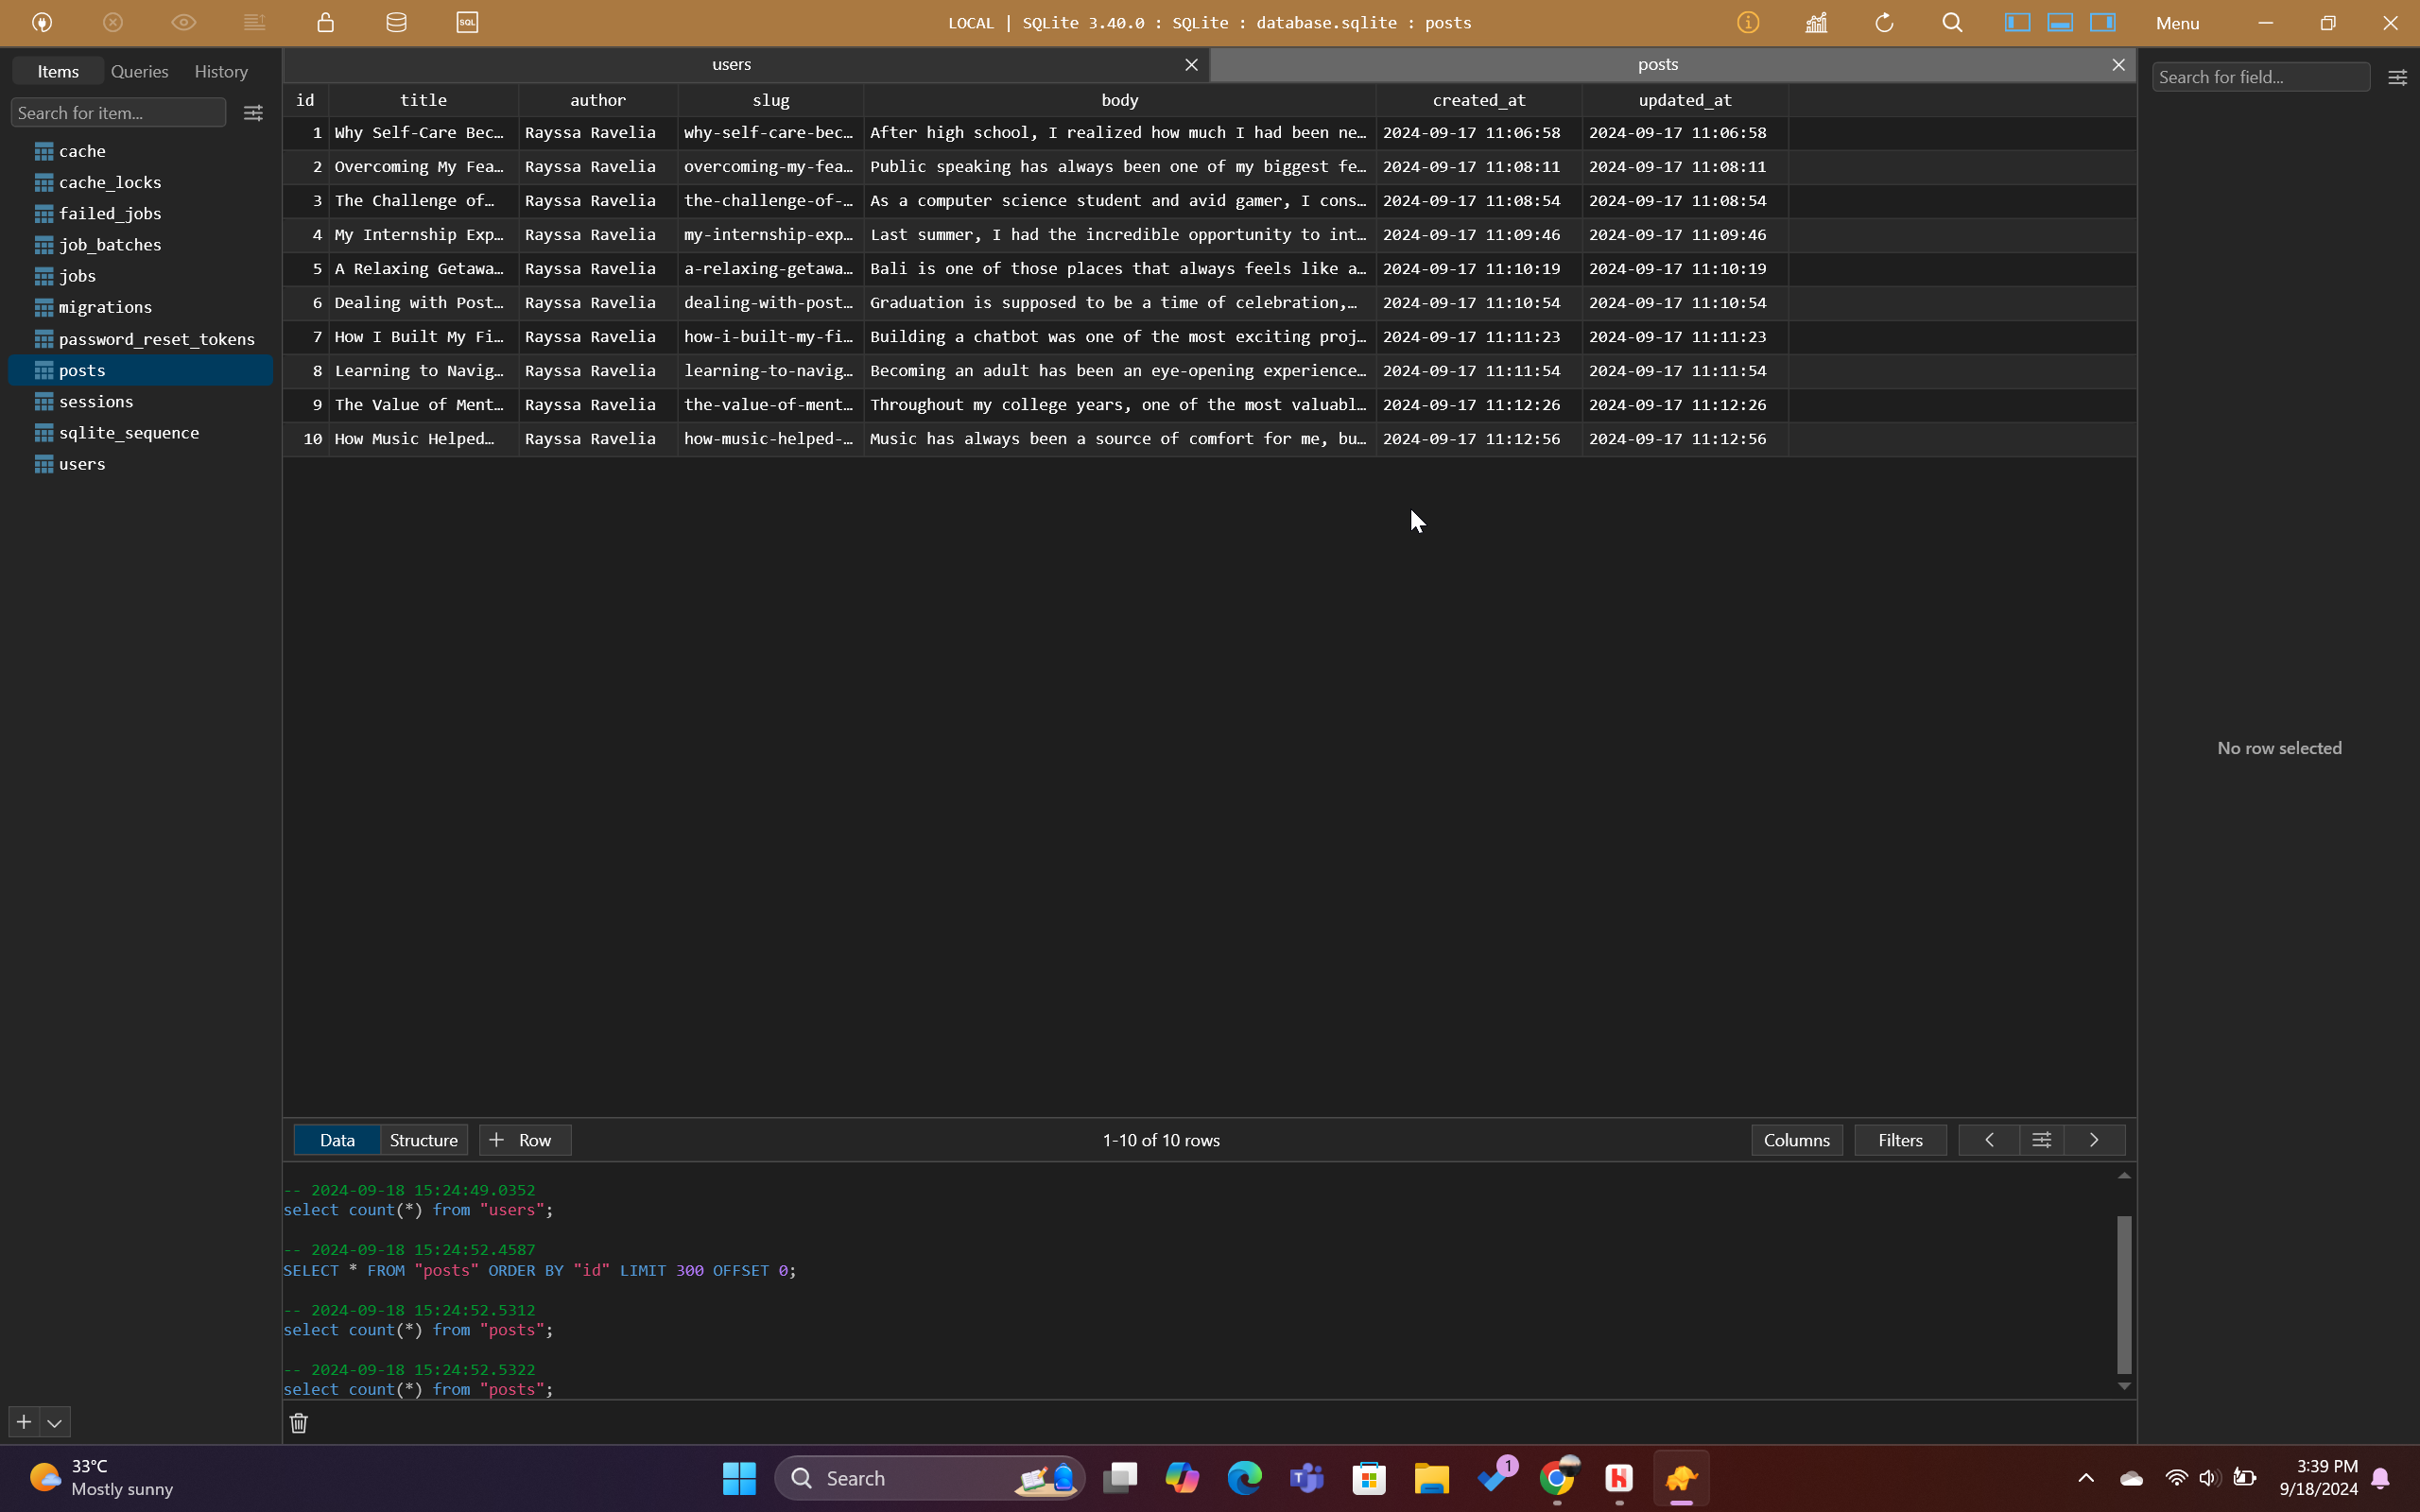 SQL
LOCAL | SQLite 3.40.0 : SQLite : database.sqlite : posts
Menu
Items Queries History
Search for item...
cache
cache_locks
failed_jobs
job_batches
jobs
migrations
password_reset_tokens
posts
sessions
sqlite_sequence
users
users posts
id title author slug body created_at updated_at
1 Why Self-Care Bec… Rayssa Ravelia why-self-care-bec… After high school, I realized how much I had been ne… 2024-09-17 11:06:58 2024-09-17 11:06:58
2 Overcoming My Fea… Rayssa Ravelia overcoming-my-fea… Public speaking has always been one of my biggest fe… 2024-09-17 11:08:11 2024-09-17 11:08:11
3 The Challenge of… Rayssa Ravelia the-challenge-of-… As a computer science student and avid gamer, I cons… 2024-09-17 11:08:54 2024-09-17 11:08:54
4 My Internship Exp… Rayssa Ravelia my-internship-exp… Last summer, I had the incredible opportunity to int… 2024-09-17 11:09:46 2024-09-17 11:09:46
5 A Relaxing Getawa… Rayssa Ravelia a-relaxing-getawa… Bali is one of those places that always feels like a… 2024-09-17 11:10:19 2024-09-17 11:10:19
6 Dealing with Post… Rayssa Ravelia dealing-with-post… Graduation is supposed to be a time of celebration,… 2024-09-17 11:10:54 2024-09-17 11:10:54
7 How I Built My Fi… Rayssa Ravelia how-i-built-my-fi… Building a chatbot was one of the most exciting proj… 2024-09-17 11:11:23 2024-09-17 11:11:23
8 Learning to Navig… Rayssa Ravelia learning-to-navig… Becoming an adult has been an eye-opening experience… 2024-09-17 11:11:54 2024-09-17 11:11:54
9 The Value of Ment… Rayssa Ravelia the-value-of-ment… Throughout my college years, one of the most valuabl… 2024-09-17 11:12:26 2024-09-17 11:12:26
10 How Music Helped… Rayssa Ravelia how-music-helped-… Music has always been a source of comfort for me, bu… 2024-09-17 11:12:56 2024-09-17 11:12:56
Search for field...
No row selected
Data Structure + Row 1-10 of 10 rows Columns Filters
-- 2024-09-18 15:24:49.0352
select count(*) from "users";
-- 2024-09-18 15:24:52.4587
SELECT * FROM "posts" ORDER BY "id" LIMIT 300 OFFSET 0;
-- 2024-09-18 15:24:52.5312
select count(*) from "posts";
-- 2024-09-18 15:24:52.5322
select count(*) from "posts";
33°C
Mostly sunny
Search
1
3:39 PM
9/18/2024